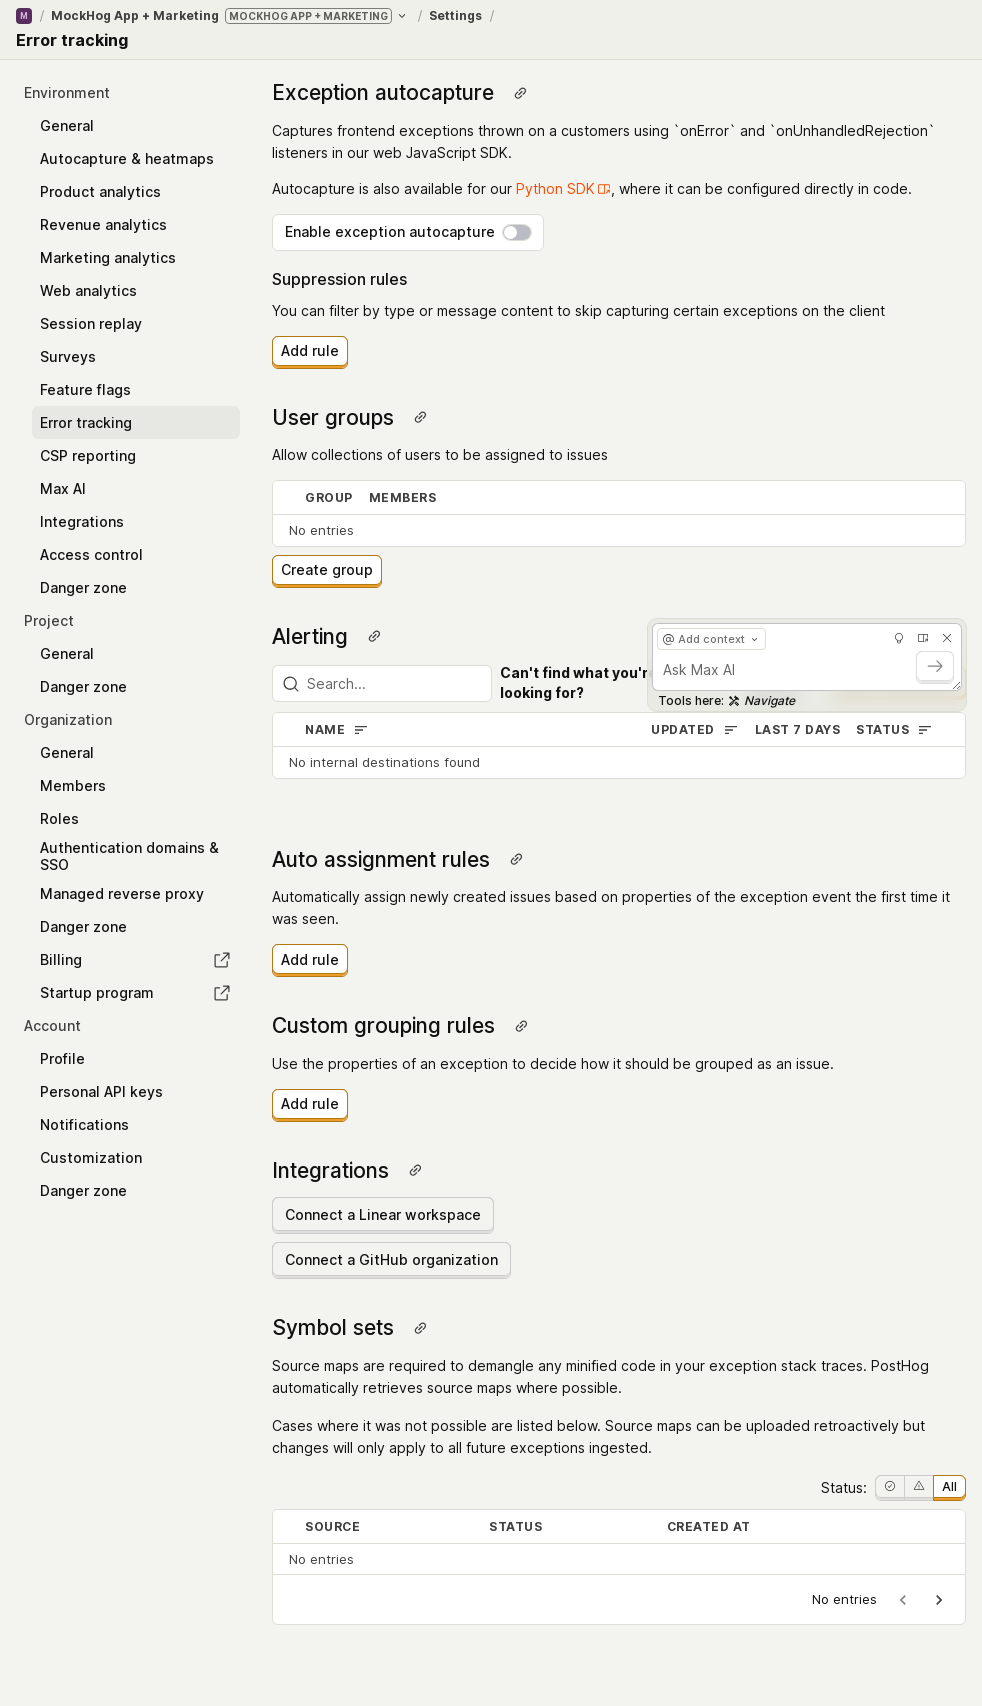 M / MockHog App + Marketing MOCKHOG APP + MARKETING / Settings /
Error tracking
Environment
General
Autocapture & heatmaps
Product analytics
Revenue analytics
Marketing analytics
Web analytics
Session replay
Surveys
Feature flags
Error tracking
CSP reporting
Max AI
Integrations
Access control
Danger zone
Project
General
Danger zone
Organization
General
Members
Roles
Authentication domains &
SSO
Managed reverse proxy
Danger zone
Billing
Startup program
Account
Profile
Personal API keys
Notifications
Customization
Danger zone
Exception autocapture
Captures frontend exceptions thrown on a customers using `onError` and `onUnhandledRejection`
listeners in our web JavaScript SDK.
Autocapture is also available for our Python SDK, where it can be configured directly in code.
Enable exception autocapture
Suppression rules
You can filter by type or message content to skip capturing certain exceptions on the client
Add rule
User groups
Allow collections of users to be assigned to issues
GROUP MEMBERS
No entries
Create group
Alerting
Search...
Can't find what you're
looking for?
Add context
Ask Max AI
Tools here: Navigate
NAME UPDATED LAST 7 DAYS STATUS
No internal destinations found
Auto assignment rules
Automatically assign newly created issues based on properties of the exception event the first time it
was seen.
Add rule
Custom grouping rules
Use the properties of an exception to decide how it should be grouped as an issue.
Add rule
Integrations
Connect a Linear workspace
Connect a GitHub organization
Symbol sets
Source maps are required to demangle any minified code in your exception stack traces. PostHog
automatically retrieves source maps where possible.
Cases where it was not possible are listed below. Source maps can be uploaded retroactively but
changes will only apply to all future exceptions ingested.
Status: All
SOURCE STATUS CREATED AT
No entries
No entries